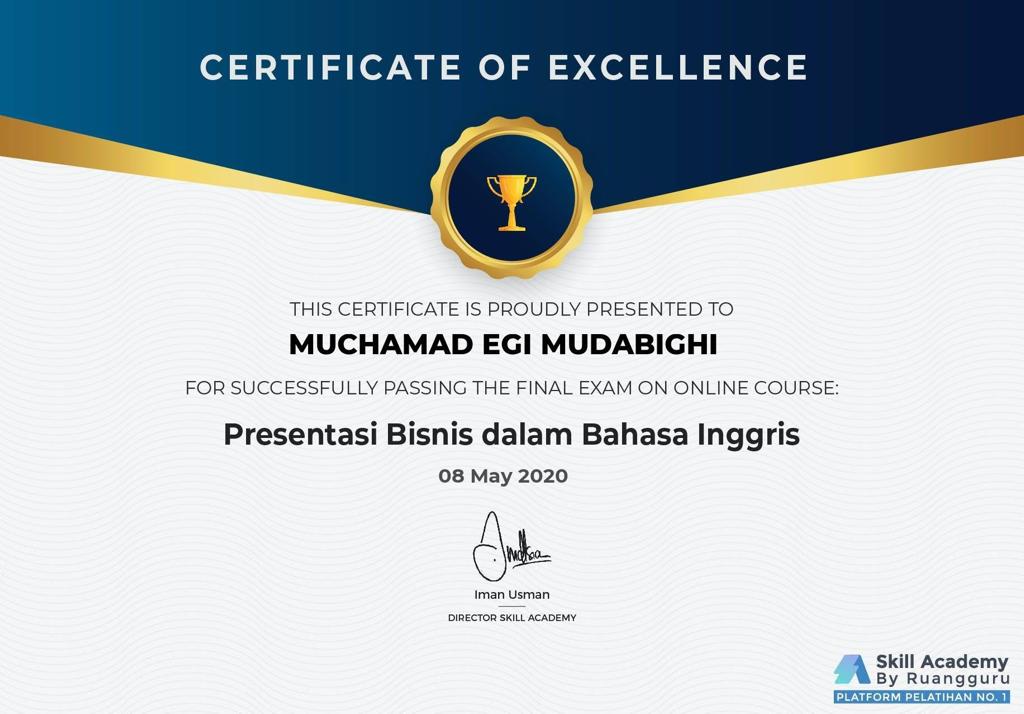 CERTIFICATE OF EXCELLENCE
THIS CERTIFICATE IS PROUDLY PRESENTED TO
MUCHAMAD EGI MUDABIGHI
FOR SUCCESSFULLY PASSING THE FINAL EXAM ON ONLINE COURSE:
Presentasi Bisnis dalam Bahasa Inggris
08 May 2020
Iman Usman
DIRECTOR SKILL ACADEMY
Skill Academy
By Ruangguru
PLATFORM PELATIHAN NO. 1